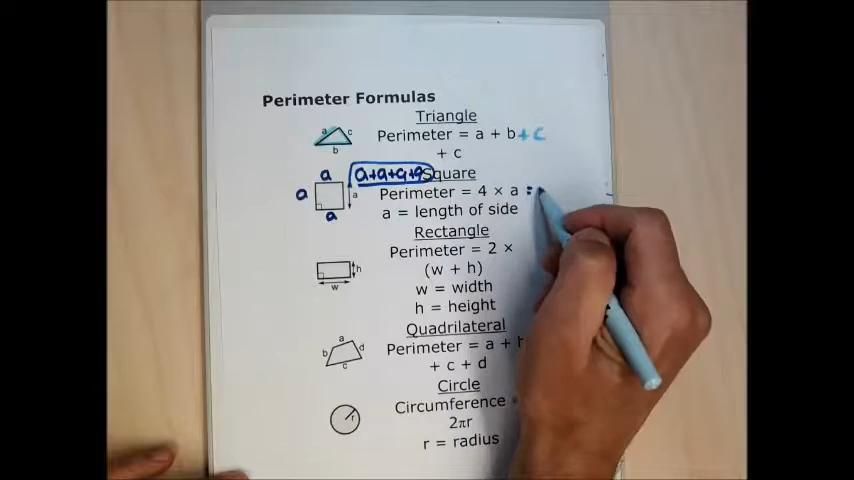 Perimeter Formulas
Triangle
a c
b
Perimeter = a + b + c
+ c
a a+a+a+a Square
a a
Perimeter = 4 × a =
a
a = length of side
Rectangle
Perimeter = 2 ×
h
(w + h)
w
w = width
h = height
Quadrilateral
a
b d
c
Perimeter = a +
+ c + d
Circle
Circumference
r
2πr
r = radius